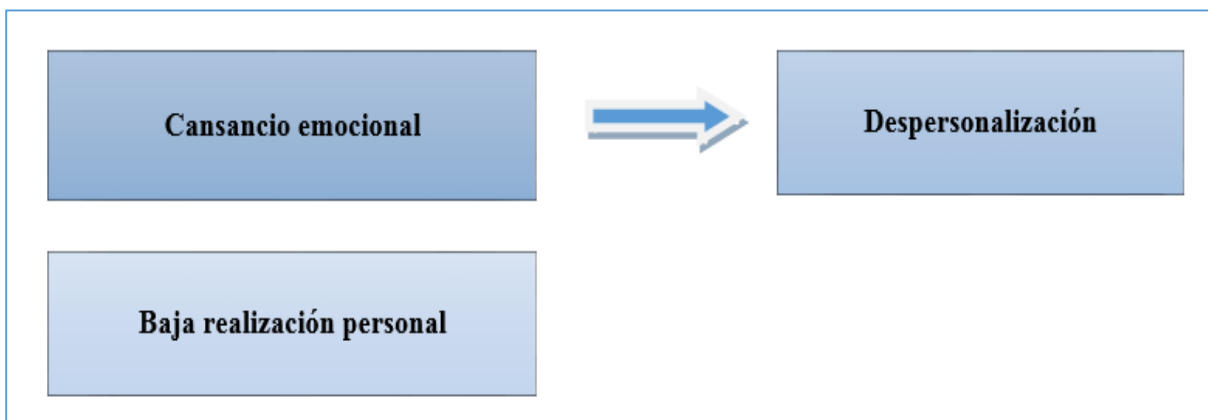 Cansancio emocional
Despersonalización
Baja realización personal